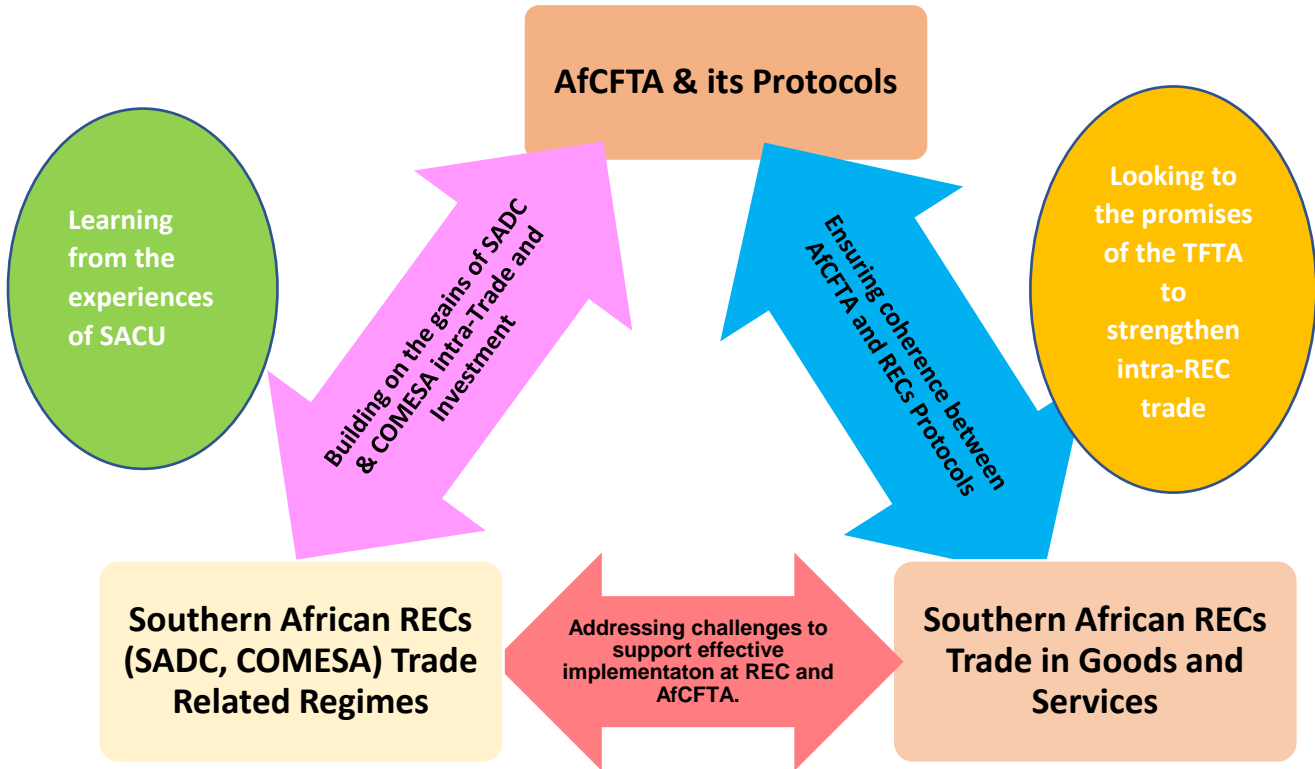 AfCFTA & its Protocols
Learning
from the
experiences
of SACU
Building on the gains of SADC
& COMESA intra-Trade and
Investment
Ensuring coherence between
AfCFTA and RECs Protocols
Looking to
the promises
of the TFTA
to
strengthen
intra-REC
trade
Southern African RECs
(SADC, COMESA) Trade
Related Regimes
Addressing challenges to
support effective
implementaton at REC and
AfCFTA.
Southern African RECs
Trade in Goods and
Services